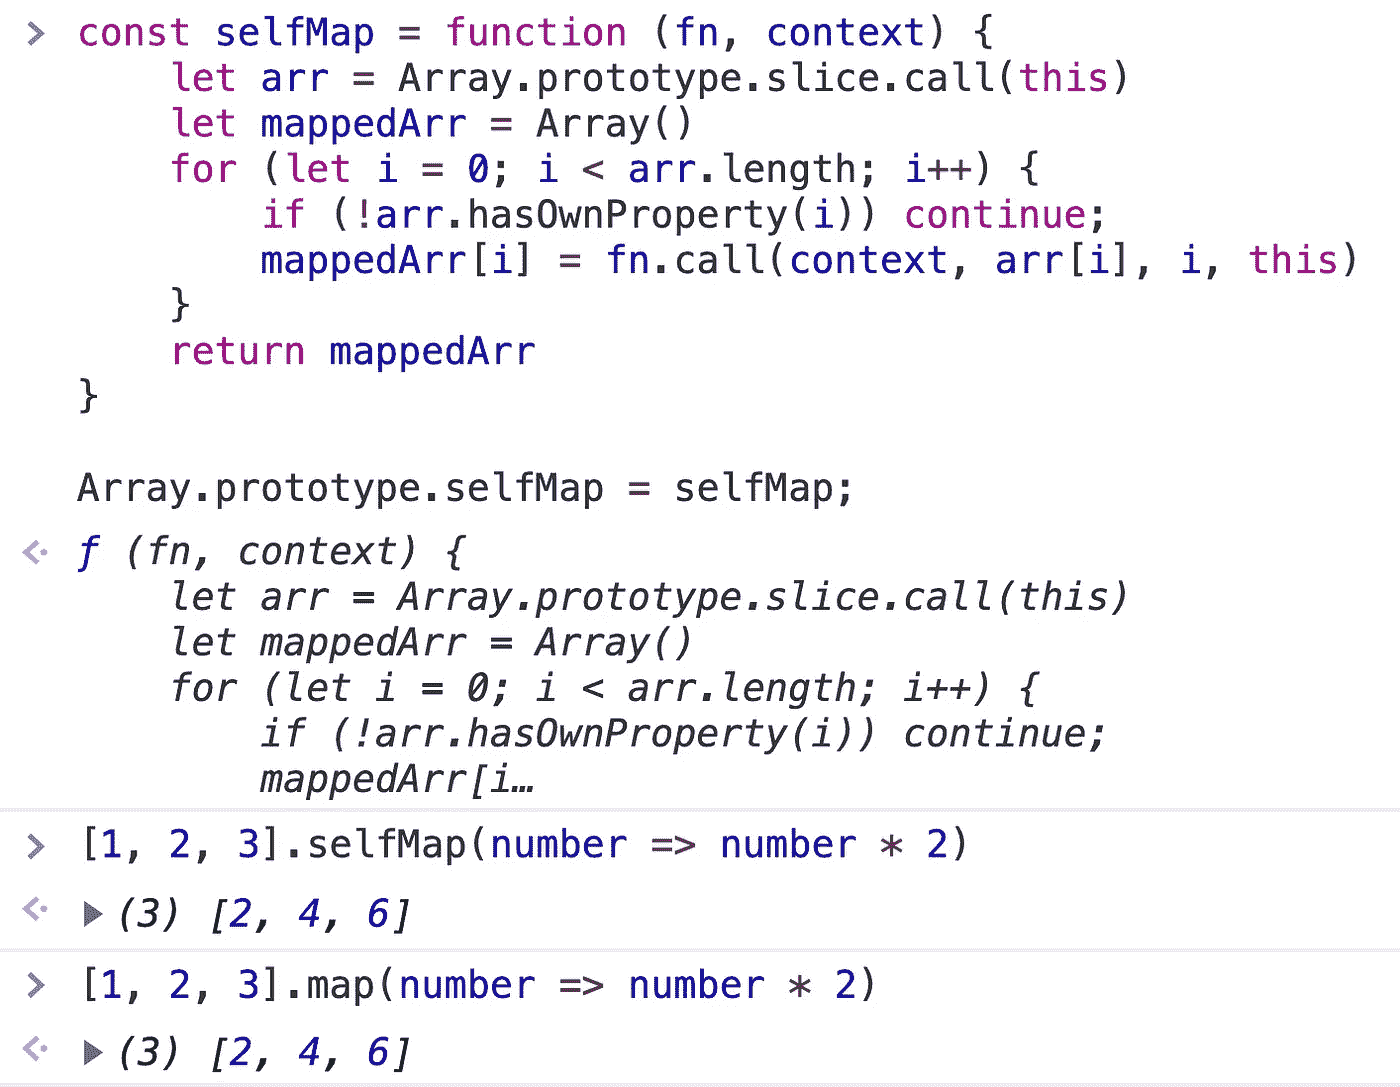 > const selfMap = function (fn, context) {
    let arr = Array.prototype.slice.call(this)
    let mappedArr = Array()
    for (let i = 0; i < arr.length; i++) {
        if (!arr.hasOwnProperty(i)) continue;
        mappedArr[i] = fn.call(context, arr[i], i, this)
    }
    return mappedArr
}
Array.prototype.selfMap = selfMap;
f (fn, context) {
    let arr = Array.prototype.slice.call(this)
    let mappedArr = Array()
    for (let i = 0; i < arr.length; i++) {
        if (!arr.hasOwnProperty(i)) continue;
        mappedArr[i…
> [1, 2, 3].selfMap(number => number * 2)
(3) [2, 4, 6]
> [1, 2, 3].map(number => number * 2)
(3) [2, 4, 6]